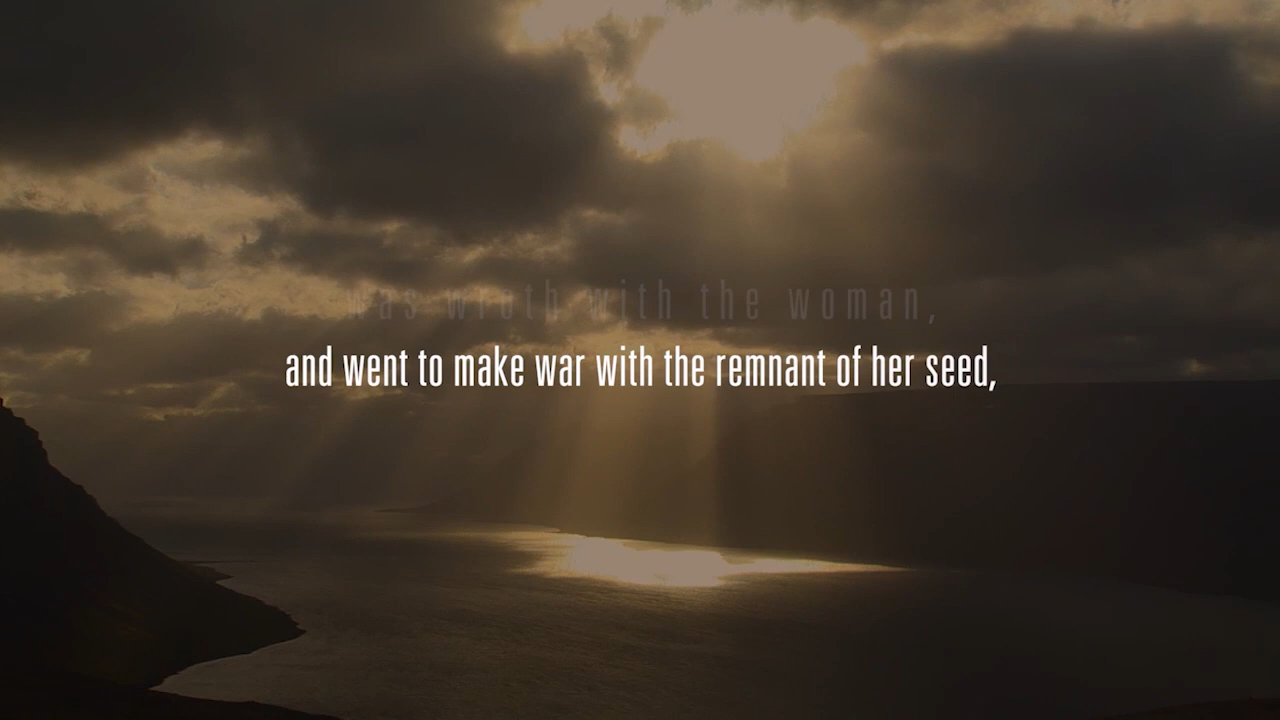 was wroth with the woman,
and went to make war with the remnant of her seed,